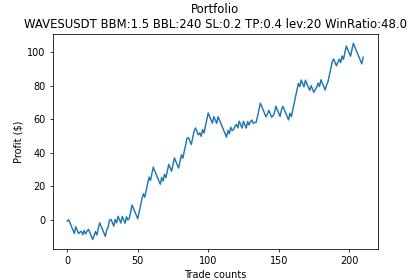 Portfolio
WAVESUSDT BBM:1.5 BBL:240 SL:0.2 TP:0.4 lev:20 WinRatio:48.0
Profit ($)
100
80
60
40
20
0
0 50 100 150 200
Trade counts